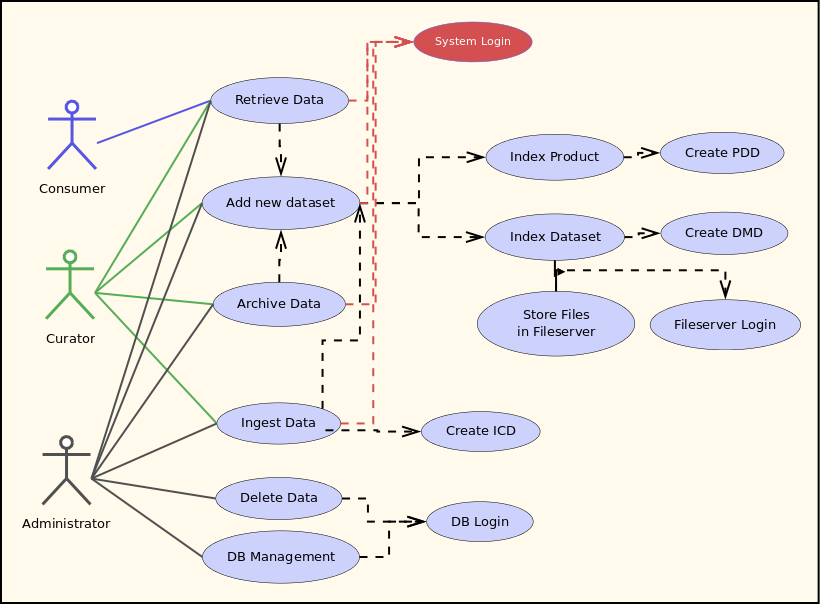 System Login
Retrieve Data
Consumer
Add new dataset
Index Product
Create PDD
Index Dataset
Create DMD
Curator
Archive Data
Store Files
in Fileserver
Fileserver Login
Ingest Data
Create ICD
Administrator
Delete Data
DB Login
DB Management